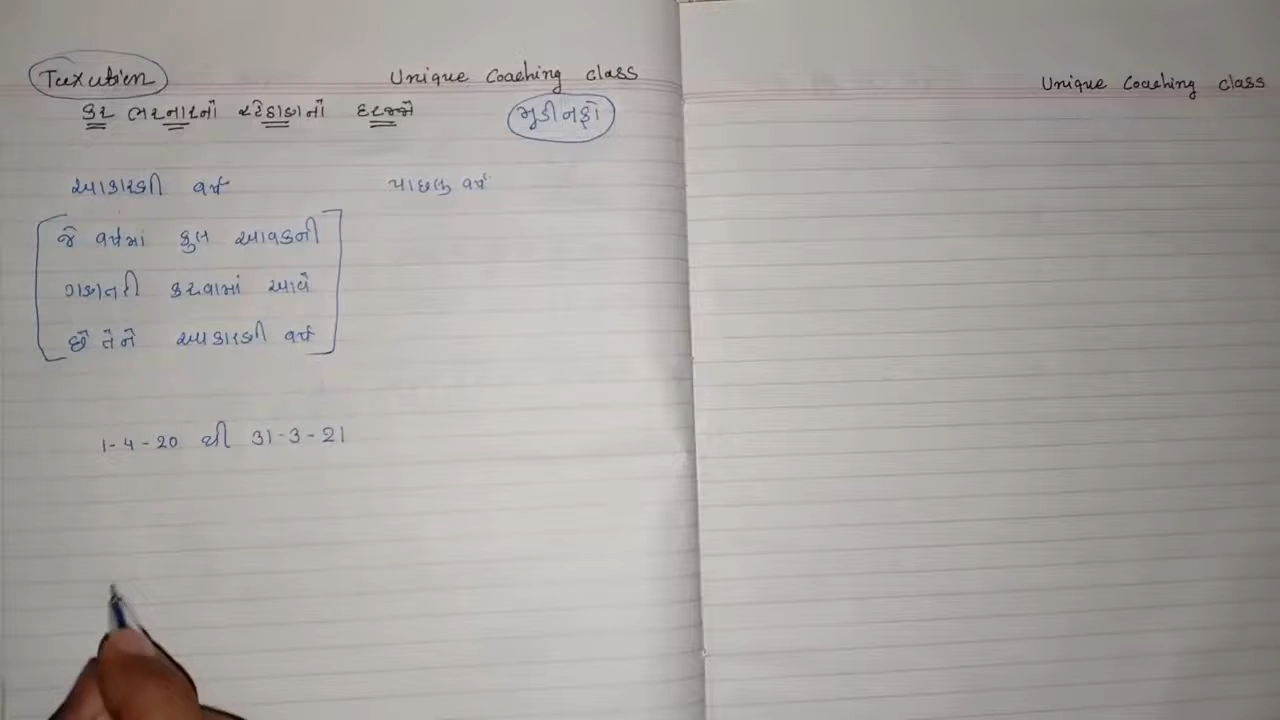 Taxation
Unique Coaching Class
કર ભરનારનો રહેઠાણનો દરજ્જો
મૂડી નફો
આકારણી વર્ષ
પાછલુ વર્ષ
જે વર્ષમાં કુલ આવકની
ગણતરી કરવામાં આવે
છે તેને આકારણી વર્ષ
1-4-20 થી 31-3-21
Unique Coaching Class